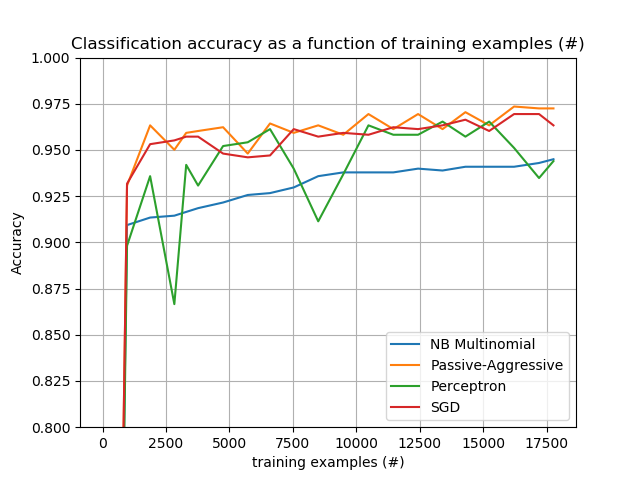 Classification accuracy as a function of training examples (#)
1.000
0.975
0.950
0.925
0.900
0.875
0.850
0.825
0.800
Accuracy
NB Multinomial
Passive-Aggressive
Perceptron
SGD
0 2500 5000 7500 10000 12500 15000 17500
training examples (#)